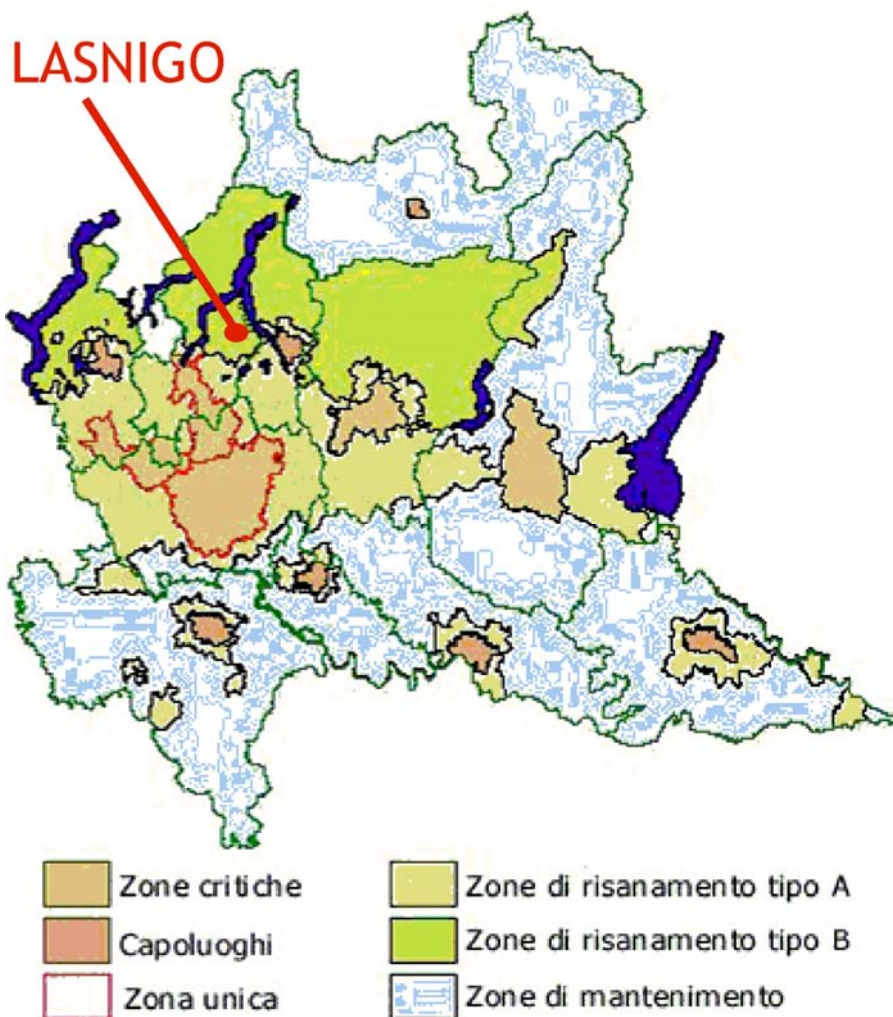 LASNIGO
Zone critiche
Capoluoghi
Zona unica
Zone di risanamento tipo A
Zone di risanamento tipo B
Zone di mantenimento